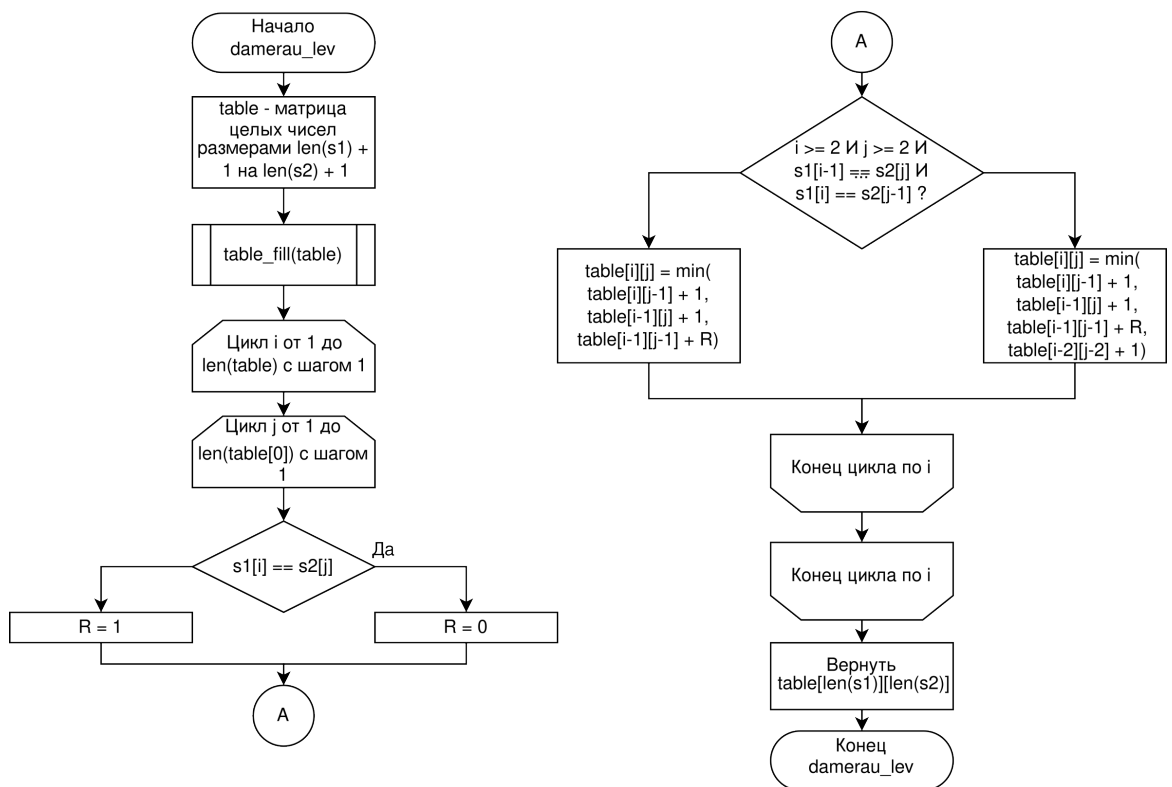 Начало
damerau_lev
table - матрица
целых чисел
размерами len(s1) +
1 на len(s2) + 1
table_fill(table)
Цикл i от 1 до
len(table) с шагом 1
Цикл j от 1 до
len(table[0]) с шагом
1
s1[i] == s2[j]
Да
R = 1
R = 0
A
A
i >= 2 И j >= 2 И
s1[i-1] == s2[j] И
s1[i] == s2[j-1] ?
table[i][j] = min(
table[i][j-1] + 1,
table[i-1][j] + 1,
table[i-1][j-1] + R)
table[i][j] = min(
table[i][j-1] + 1,
table[i-1][j] + 1,
table[i-1][j-1] + R,
table[i-2][j-2] + 1)
Конец цикла по i
Конец цикла по i
Вернуть
table[len(s1)][len(s2)]
Конец
damerau_lev